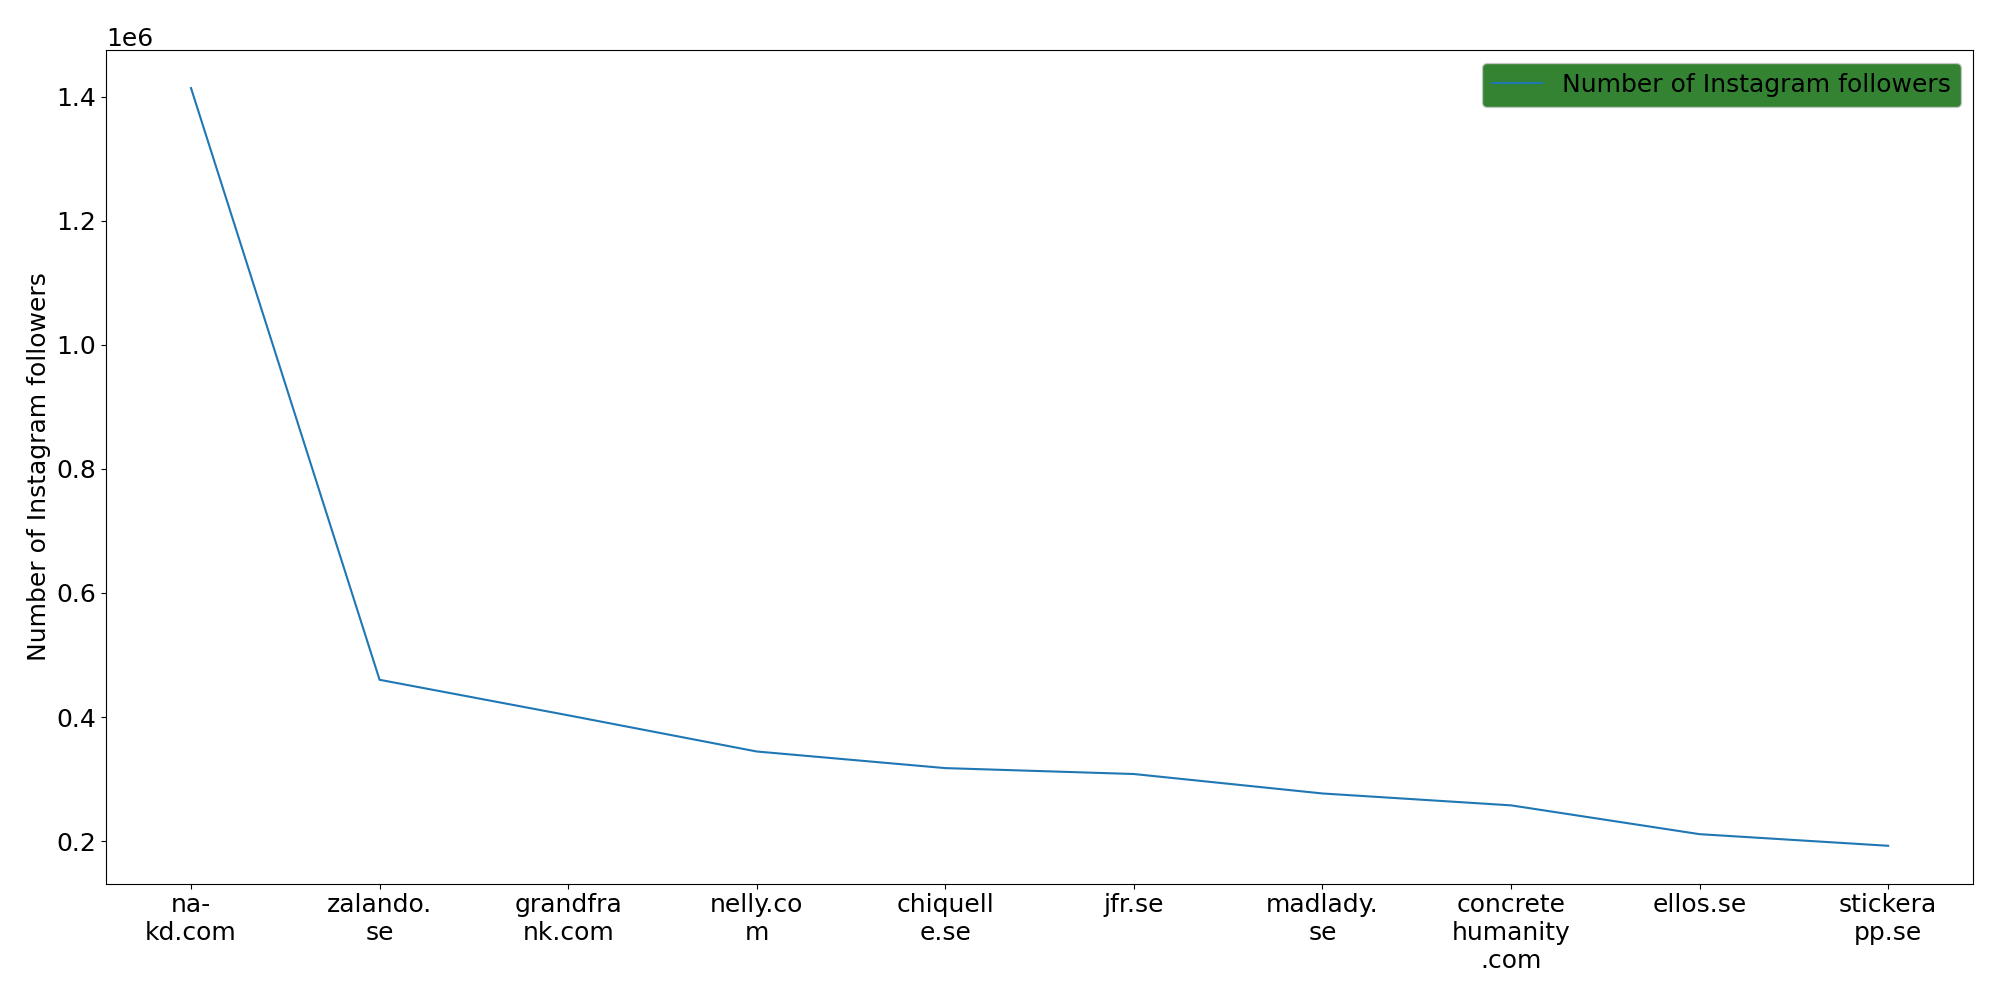 1e6
Number of Instagram followers
1.4
1.2
1.0
0.8
0.6
0.4
0.2
Number of Instagram followers
na-
kd.com
zalando.
se
grandfra
nk.com
nelly.co
m
chiquell
e.se
jfr.se
madlady.
se
concrete
humanity
.com
ellos.se
stickera
pp.se